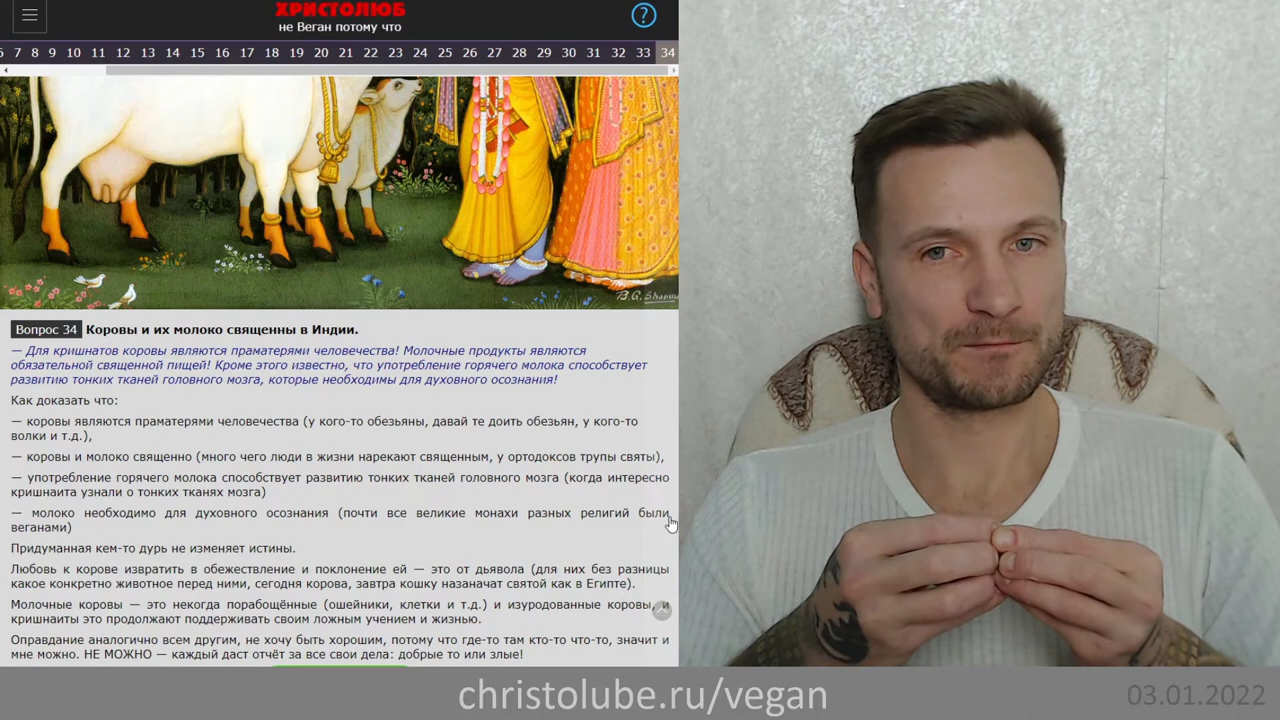 ХРИСТОЛЮБ
не Веган потому что
?
6 7 8 9 10 11 12 13 14 15 16 17 18 19 20 21 22 23 24 25 26 27 28 29 30 31 32 33 34
B.G. Sharma
Вопрос 34 Коровы и их молоко священны в Индии.
— Для кришнатов коровы являются праматерями человечества! Молочные продукты являются
обязательной священной пищей! Кроме этого известно, что употребление горячего молока способствует
развитию тонких тканей головного мозга, которые необходимы для духовного осознания!
Как доказать что:
— коровы являются праматерями человечества (у кого-то обезьяны, давай те доить обезьян, у кого-то
волки и т.д.),
— коровы и молоко священно (много чего люди в жизни нарекают священным, у ортодоксов трупы святы),
— употребление горячего молока способствует развитию тонких тканей головного мозга (когда интересно
кришнаита узнали о тонких тканях мозга)
— молоко необходимо для духовного осознания (почти все великие монахи разных религий были
веганами)
Придуманная кем-то дурь не изменяет истины.
Любовь к корове извратить в обежествление и поклонение ей — это от дьявола (для них без разницы
какое конкретно животное перед ними, сегодня корова, завтра кошку назаначат святой как в Египте).
Молочные коровы — это некогда порабощённые (ошейники, клетки и т.д.) и изуродованные коровы, и
кришнаиты это продолжают поддерживать своим ложным учением и жизнью.
Оправдание аналогично всем другим, не хочу быть хорошим, потому что где-то там кто-то что-то, значит и
мне можно. НЕ МОЖНО — каждый даст отчёт за все свои дела: добрые то или злые!
christolube.ru/vegan
03.01.2022